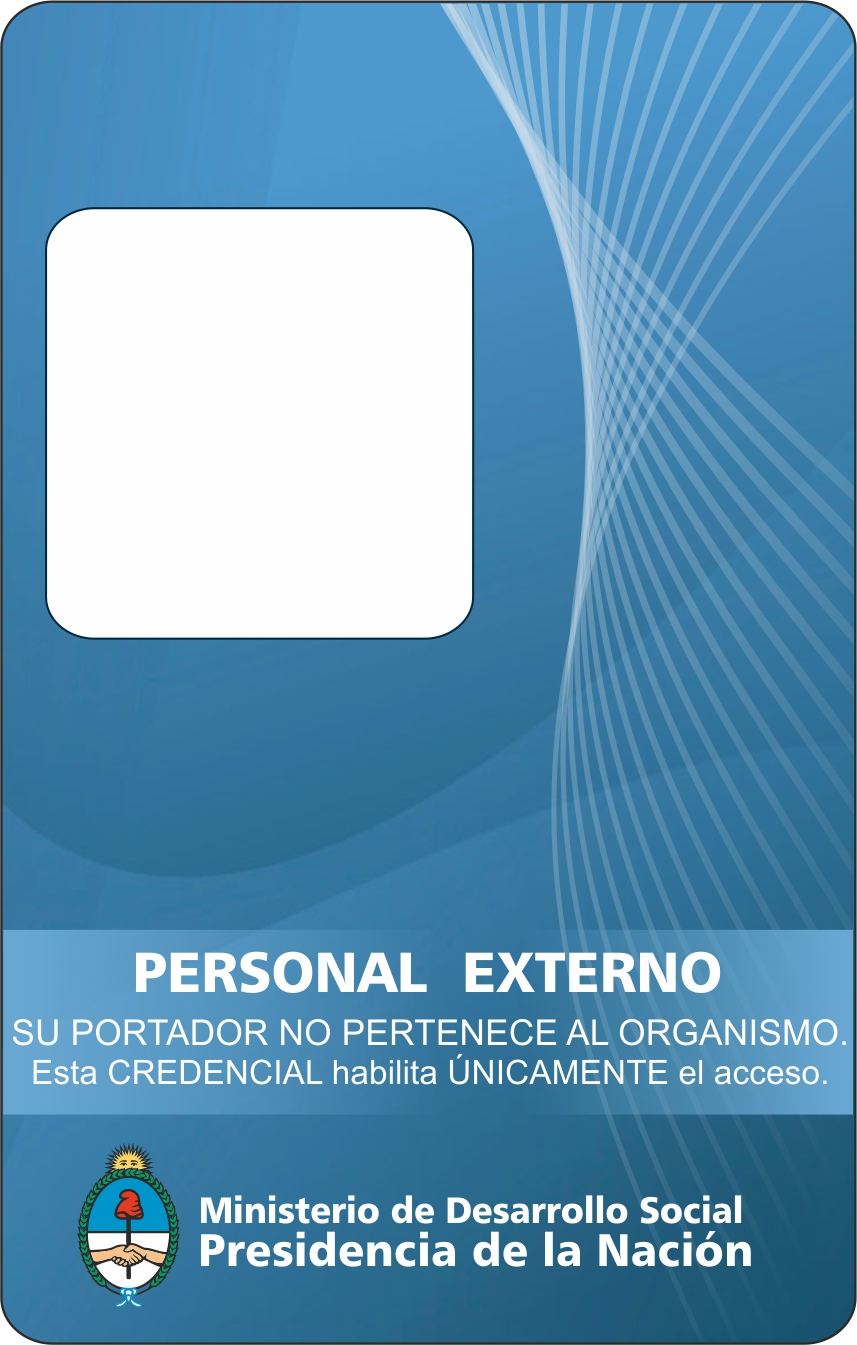 PERSONAL EXTERNO
SU PORTADOR NO PERTENECE AL ORGANISMO.
Esta CREDENCIAL habilita ÚNICAMENTE el acceso.
Ministerio de Desarrollo Social
Presidencia de la Nación